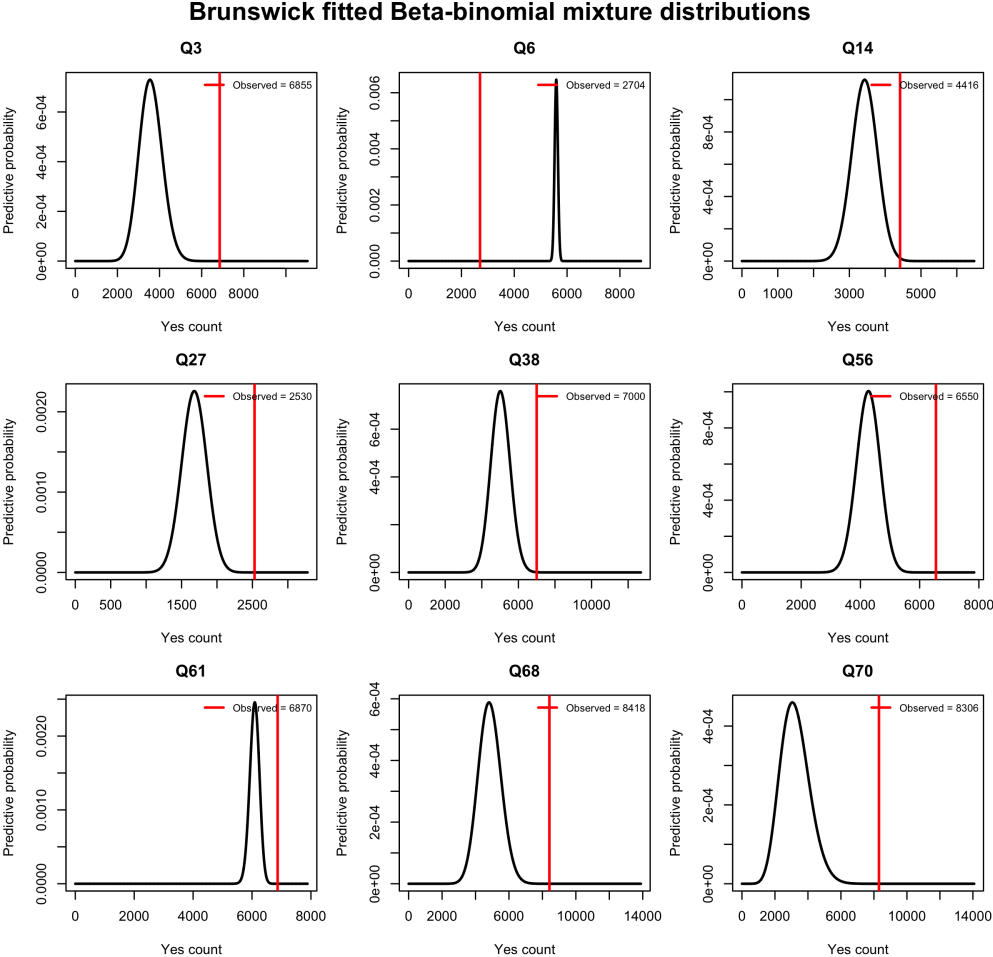 Brunswick fitted Beta-binomial mixture distributions
Q3
Predictive probability
0e+00 2e-04 4e-04 6e-04
Observed = 6855
0 2000 4000 6000 8000
Yes count
Q6
Predictive probability
0.000 0.002 0.004 0.006
Observed = 2704
0 2000 4000 6000 8000
Yes count
Q14
Predictive probability
0e+00 4e-04 8e-04
Observed = 4416
0 1000 3000 5000
Yes count
Q27
Predictive probability
0.0000 0.0010 0.0020
Observed = 2530
0 500 1500 2500
Yes count
Q38
Predictive probability
0e+00 4e-04 6e-04
Observed = 7000
0 2000 6000 10000
Yes count
Q56
Predictive probability
0e+00 4e-04 8e-04
Observed = 6550
0 2000 4000 6000 8000
Yes count
Q61
Predictive probability
0.0000 0.0010 0.0020
Observed = 6870
0 2000 4000 6000 8000
Yes count
Q68
Predictive probability
0e+00 2e-04 4e-04 6e-04
Observed = 8418
0 2000 6000 10000 14000
Yes count
Q70
Predictive probability
0e+00 2e-04 4e-04
Observed = 8306
0 2000 6000 10000 14000
Yes count